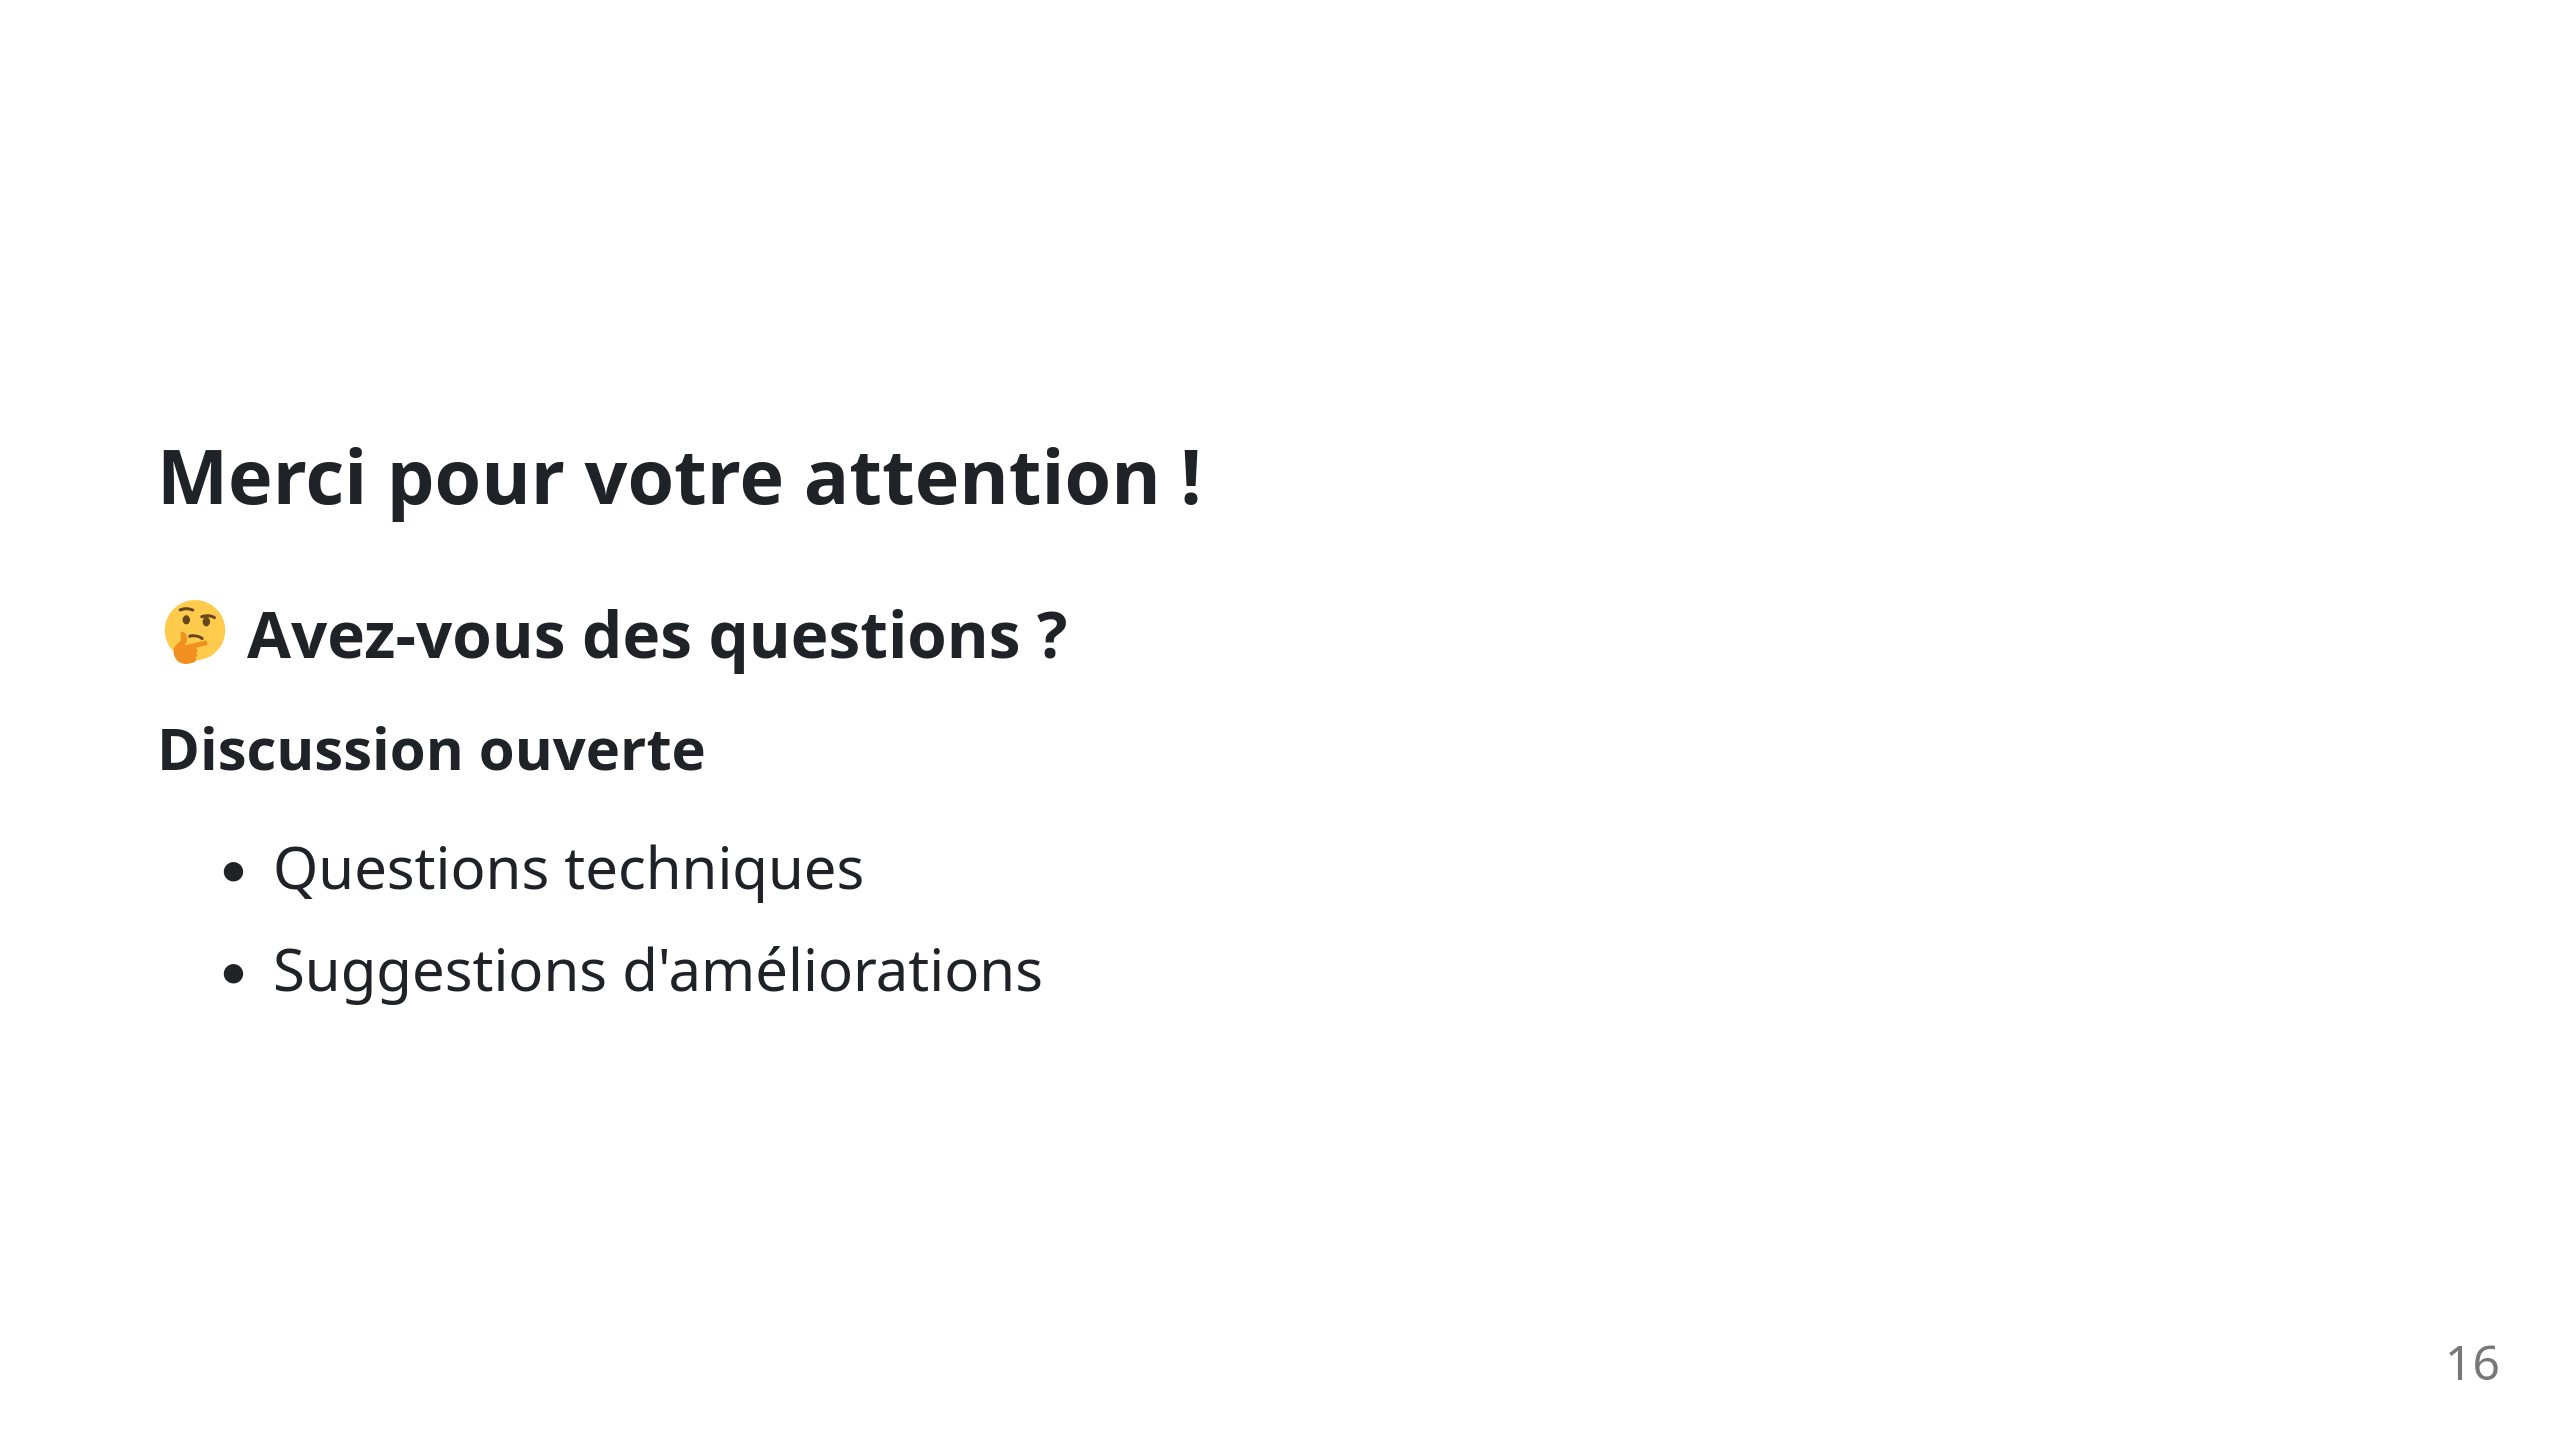 Merci pour votre attention !
🤔 Avez-vous des questions ?
Discussion ouverte
• Questions techniques
• Suggestions d'améliorations
16